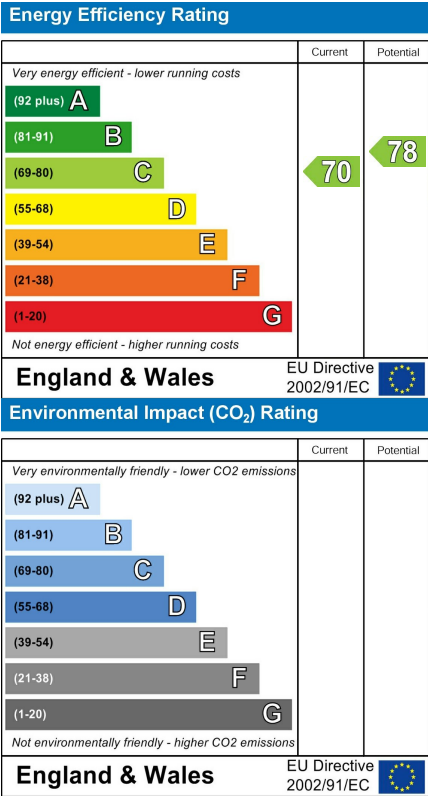 Energy Efficiency Rating
Current Potential
Very energy efficient - lower running costs
(92 plus) A
(81-91) B
(69-80) C
(55-68) D
(39-54) E
(21-38) F
(1-20) G
70
78
Not energy efficient - higher running costs
England & Wales
EU Directive
2002/91/EC
Environmental Impact (CO₂) Rating
Current Potential
Very environmentally friendly - lower CO2 emissions
(92 plus) A
(81-91) B
(69-80) C
(55-68) D
(39-54) E
(21-38) F
(1-20) G
Not environmentally friendly - higher CO2 emissions
England & Wales
EU Directive
2002/91/EC